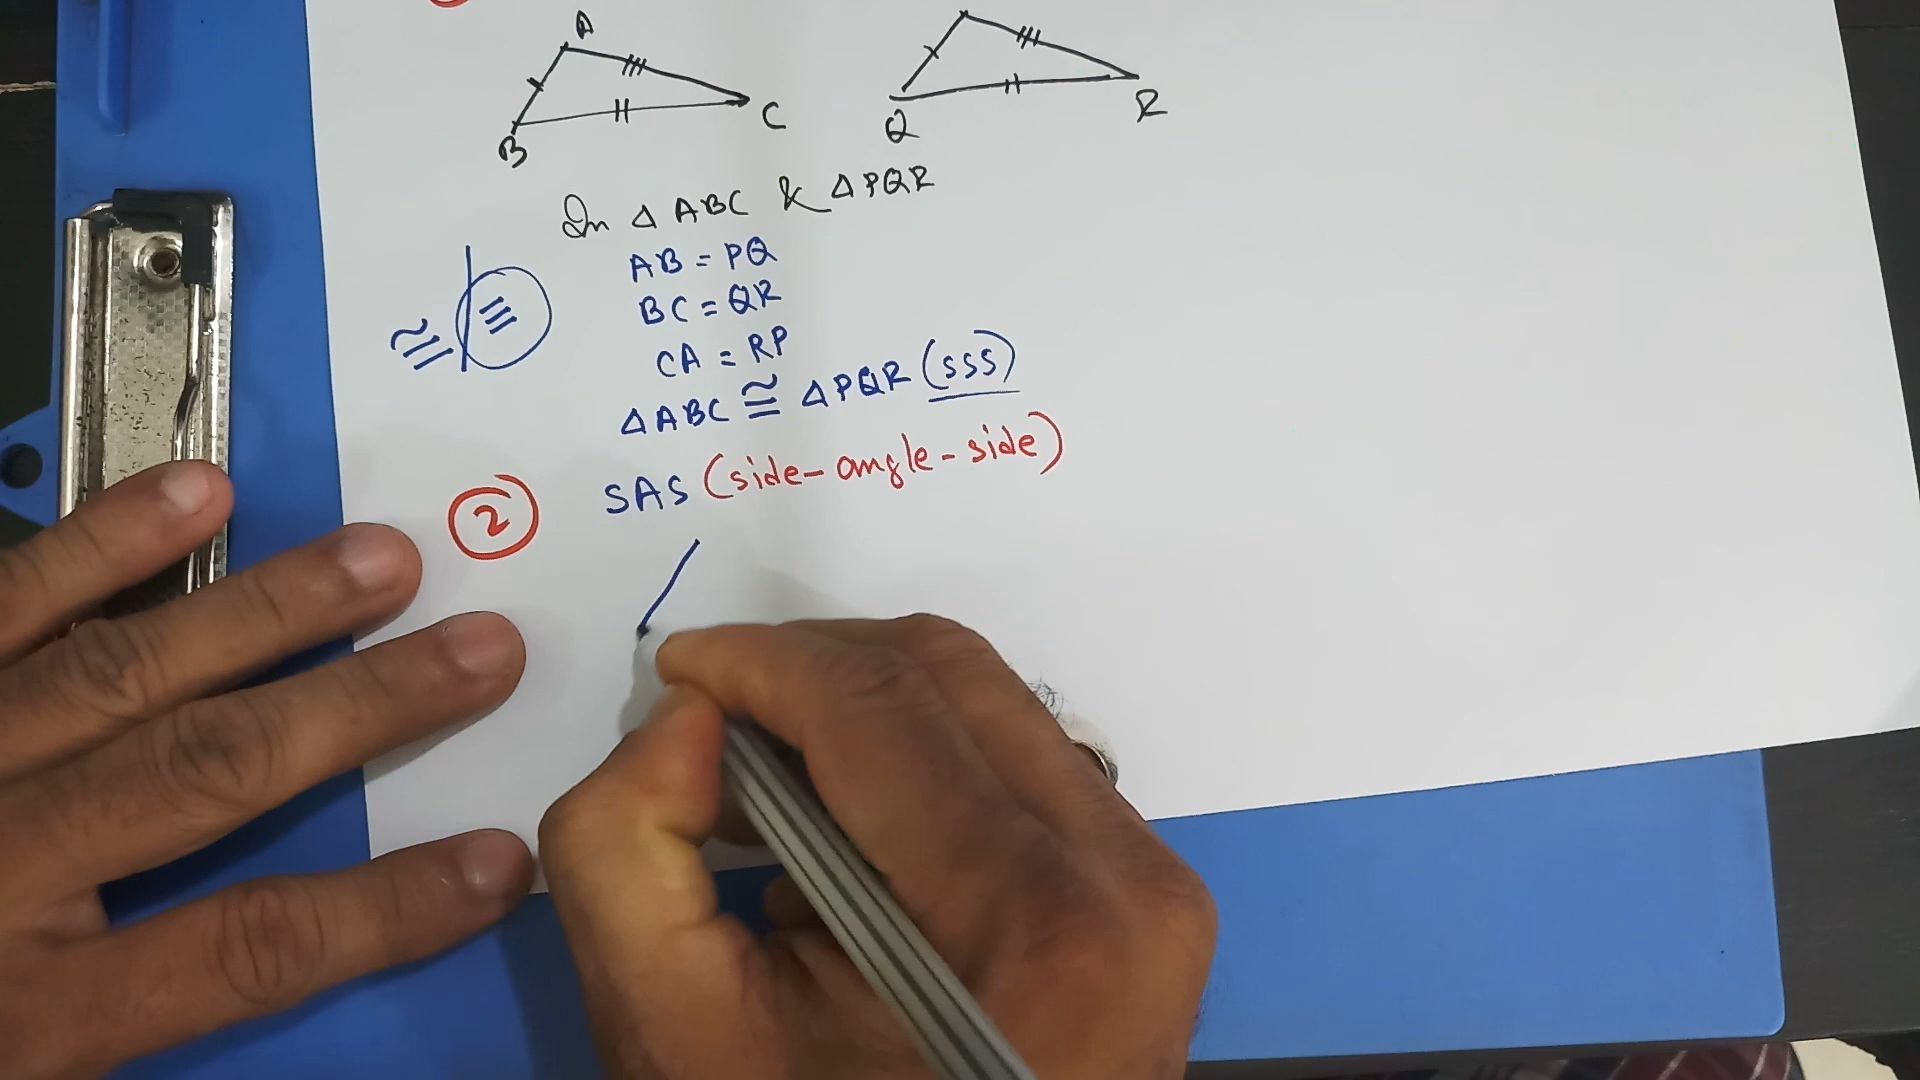 A
B
C
Q
R
In △ ABC & △ PQR
AB = PQ
BC = QR
≅ ≡
CA = RP
△ ABC ≅ △ PQR (SSS)
2 SAS (side-angle-side)